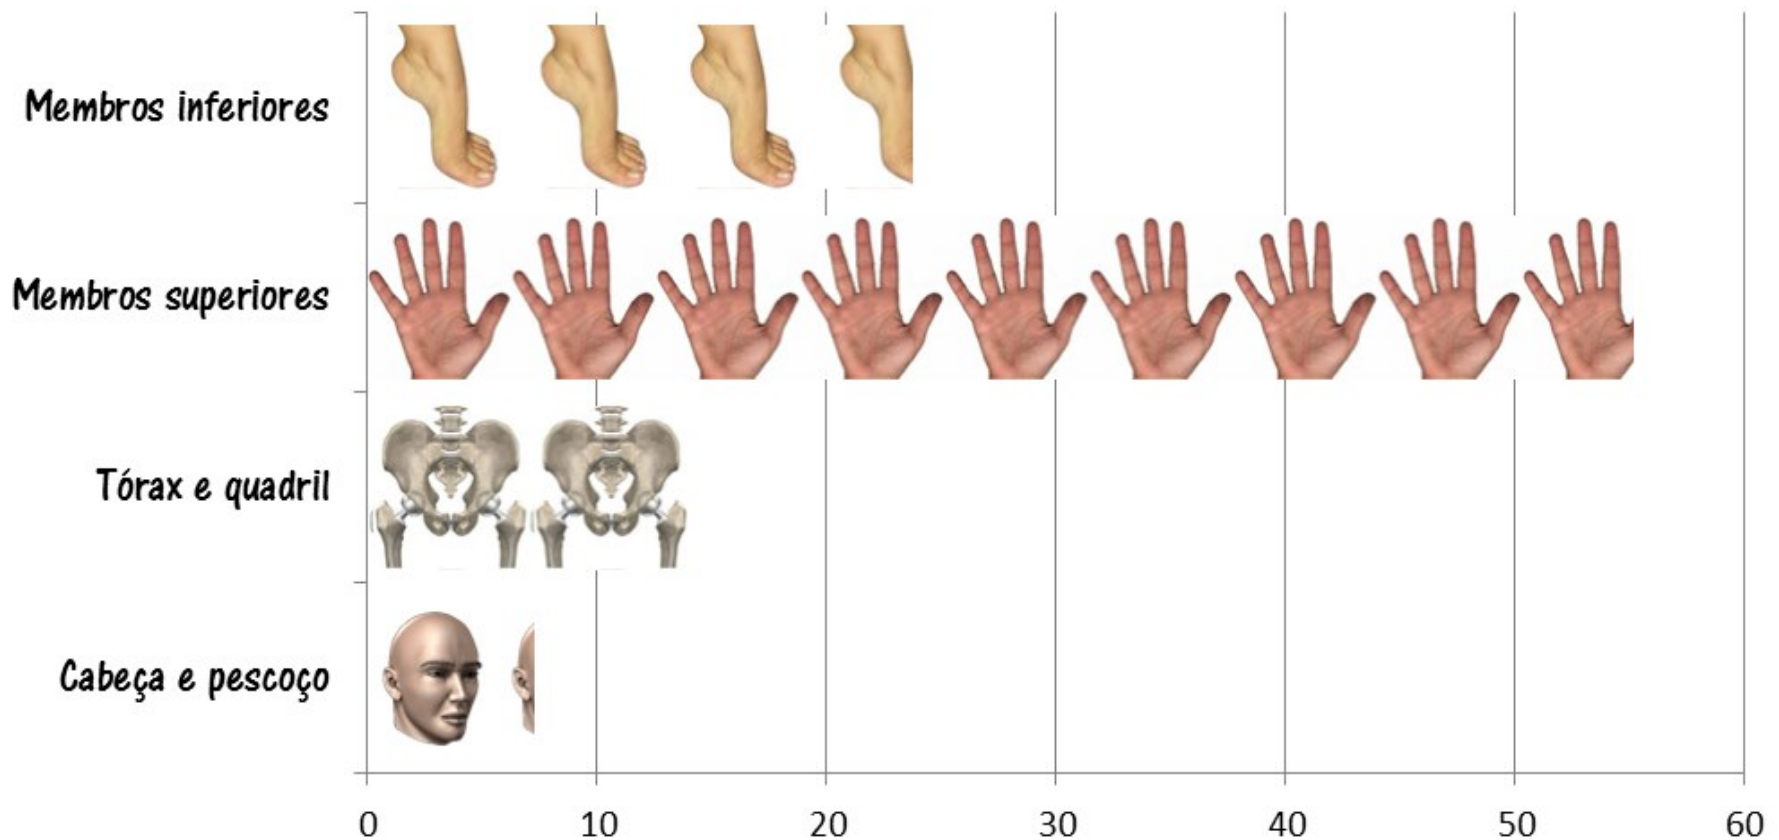 Membros inferiores
Membros superiores
Tórax e quadril
Cabeça e pescoço
0 10 20 30 40 50 60